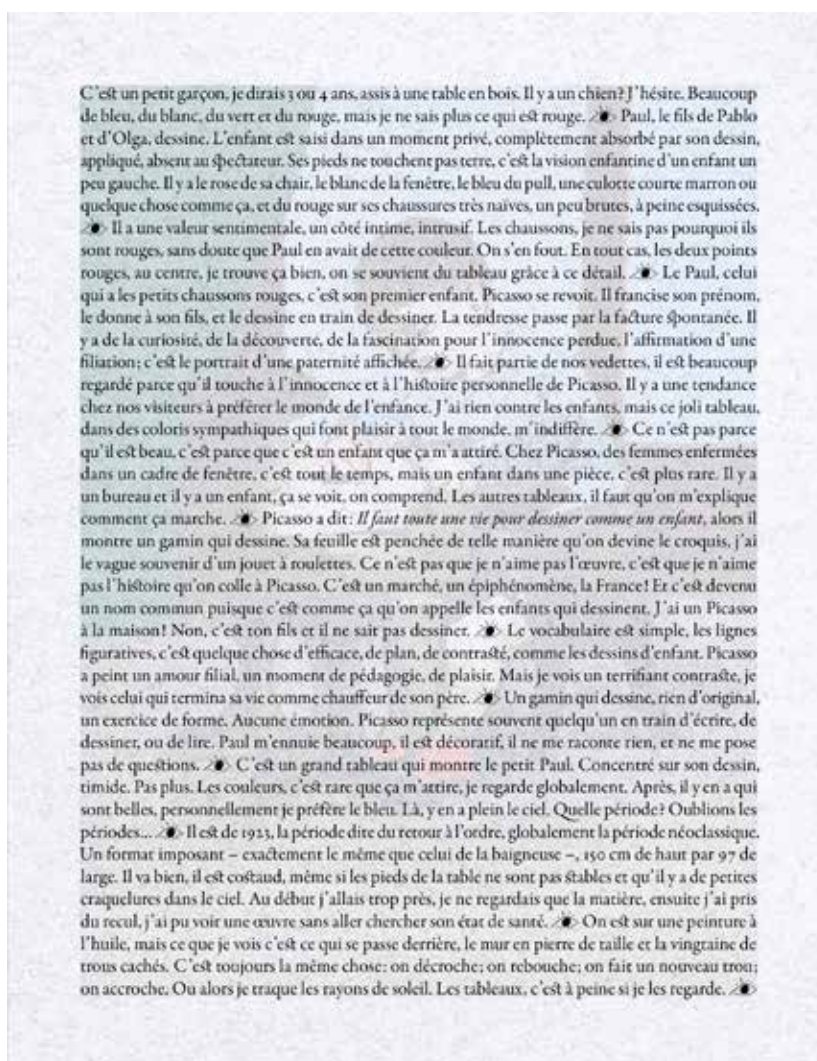 C'est un petit garçon, je dirais 3 ou 4 ans, assis à une table en bois. Il y a un chien? J'hésite. Beaucoup
de bleu, du blanc, du vert et du rouge, mais je ne sais plus ce qui est rouge. Paul, le fils de Pablo
et d'Olga, dessine. L'enfant est saisi dans un moment privé, complètement absorbé par son dessin,
appliqué, absent au spectateur. Ses pieds ne touchent pas terre, c'est la vision enfantine d'un enfant un
peu gauche. Il y a le rose de sa chair, le blanc de la fenêtre, le bleu du pull, une culotte courte marron ou
quelque chose comme ça, et du rouge sur ses chaussures très naïves, un peu brutes, à peine esquissées.
Il a une valeur sentimentale, un côté intime, intrusif. Les chaussons, je ne sais pas pourquoi ils
sont rouges, sans doute que Paul en avait de cette couleur. On s'en fout. En tout cas, les deux points
rouges, au centre, je trouve ça bien, on se souvient du tableau grâce à ce détail. Le Paul, celui
qui a les petits chaussons rouges, c'est son premier enfant. Picasso se revoit. Il francise son prénom,
le donne à son fils, et le dessine en train de dessiner. La tendresse passe par la facture spontanée. Il
y a de la curiosité, de la découverte, de la fascination pour l'innocence perdue, l'affirmation d'une
filiation; c'est le portrait d'une paternité affichée. Il fait partie de nos vedettes, il est beaucoup
regardé parce qu'il touche à l'innocence et à l'histoire personnelle de Picasso. Il y a une tendance
chez nos visiteurs à préférer le monde de l'enfance. J'ai rien contre les enfants, mais ce joli tableau,
dans des coloris sympathiques qui font plaisir à tout le monde, m'indiffère. Ce n'est pas parce
qu'il est beau, c'est parce que c'est un enfant que ça m'a attiré. Chez Picasso, des femmes enfermées
dans un cadre de fenêtre, c'est tout le temps, mais un enfant dans une pièce, c'est plus rare. Il y a
un bureau et il y a un enfant, ça se voit, on comprend. Les autres tableaux, il faut qu'on m'explique
comment ça marche. Picasso a dit: Il faut toute une vie pour dessiner comme un enfant, alors il
montre un gamin qui dessine. Sa feuille est penchée de telle manière qu'on devine le croquis, j'ai
le vague souvenir d'un jouet à roulettes. Ce n'est pas que je n'aime pas l'œuvre, c'est que je n'aime
pas l'histoire qu'on colle à Picasso. C'est un marché, un épiphénomène, la France! Et c'est devenu
un nom commun puisque c'est comme ça qu'on appelle les enfants qui dessinent. J'ai un Picasso
à la maison! Non, c'est ton fils et il ne sait pas dessiner. Le vocabulaire est simple, les lignes
figuratives, c'est quelque chose d'efficace, de plan, de contraste, comme les dessins d'enfant. Picasso
a peint un amour filial, un moment de pédagogie, de plaisir. Mais je vois un terrifiant contraste, je
vois celui qui termina sa vie comme chauffeur de son père. Un gamin qui dessine, rien d'original,
un exercice de forme. Aucune émotion. Picasso représente souvent quelqu'un en train d'écrire, de
dessiner, ou de lire. Paul m'ennuie beaucoup, il est décoratif, il ne me raconte rien, et ne me pose
pas de questions. C'est un grand tableau qui montre le petit Paul. Concentré sur son dessin,
timide. Pas plus. Les couleurs, c'est rare que ça m'attire, je regarde globalement. Après, il y en a qui
sont belles, personnellement je préfère le bleu. Là, y en a plein le ciel. Quelle période? Oublions les
périodes... Il est de 1923, la période dite du retour à l'ordre, globalement la période néoclassique.
Un format imposant – exactement le même que celui de la baigneuse –, 150 cm de haut par 97 de
large. Il va bien, il est costaud, même si les pieds de la table ne sont pas stables et qu'il y a de petites
craquelures dans le ciel. Au début j'allais trop près, je ne regardais que la matière, ensuite j'ai pris
du recul, j'ai pu voir une œuvre sans aller chercher son état de santé. On est sur une peinture à
l'huile, mais ce que je vois c'est ce qui se passe derrière, le mur en pierre de taille et la vingtaine de
trous cachés. C'est toujours la même chose: on décroche; on rebouche; on fait un nouveau trou;
on accroche. Ou alors je traque les rayons de soleil. Les tableaux, c'est à peine si je les regarde.